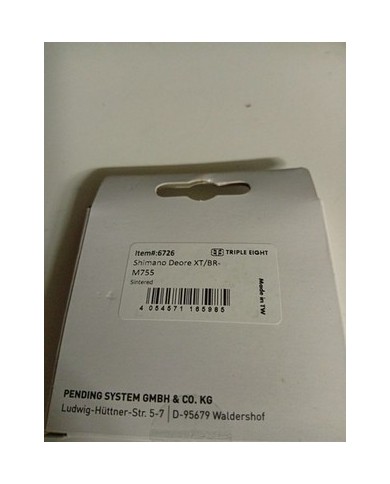 Item#:6726 TRIPLE EIGHT
Shimano Deore XT/BR-
M755
Sintered
Made in TW
4 054571 165985
PENDING SYSTEM GMBH & CO. KG
Ludwig-Hüttner-Str. 5-7 | D-95679 Waldershof